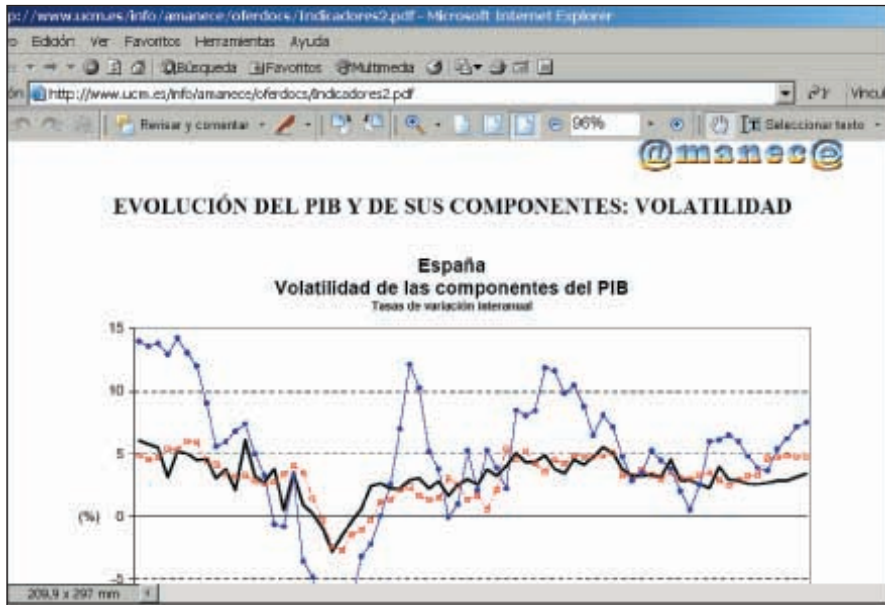 p://www.ucm.es/info/amanece/oferdocs/Indicadores2.pdf - Microsoft Internet Explorer
o Edición Ver Favoritos Herramientas Ayuda
Búsqueda Favoritos Multimedia
ón http://www.ucm.es/info/amanece/oferdocs/Indicadores2.pdf Víncul
Revisar y comentar 96% Seleccionar texto
@manec@
EVOLUCIÓN DEL PIB Y DE SUS COMPONENTES: VOLATILIDAD
España
Volatilidad de las componentes del PIB
Tasas de variación interanual
15
10
5
(%) 0
-5
209,9 x 297 mm